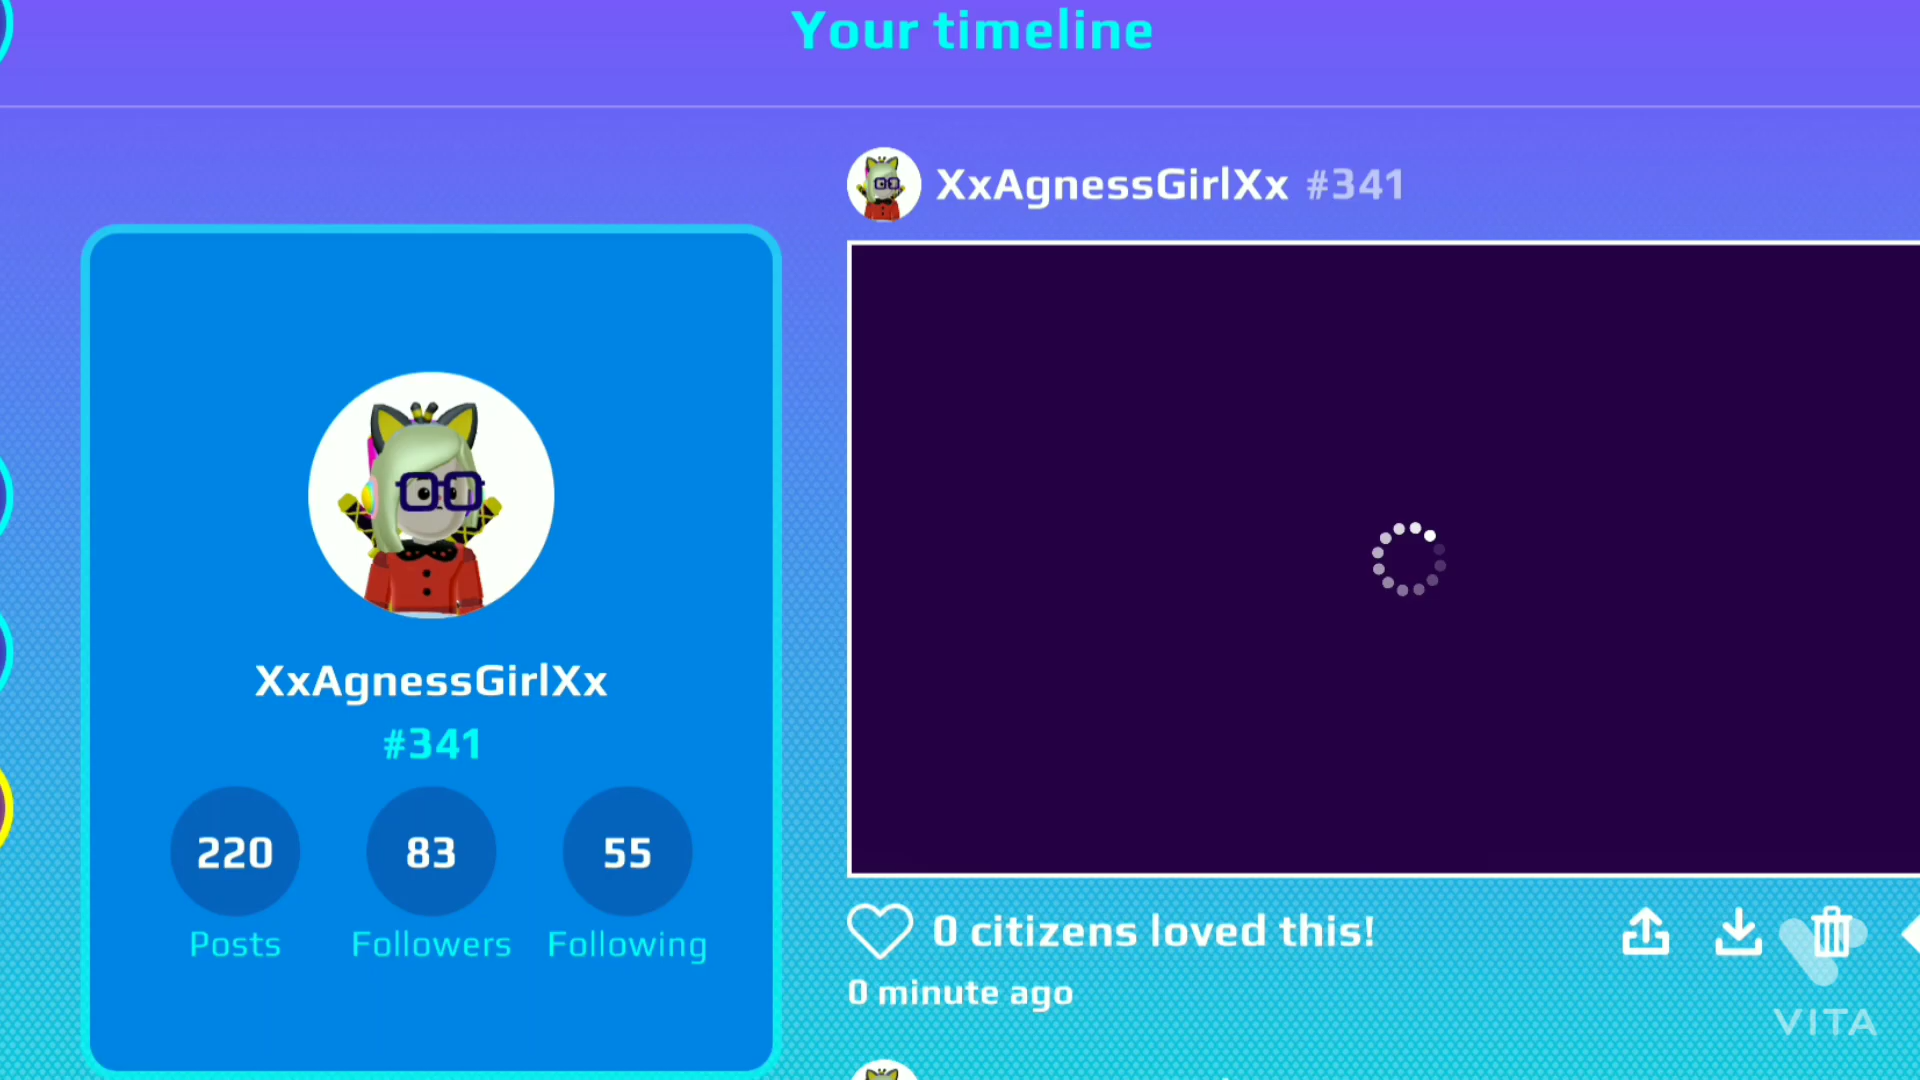 Your timeline
XxAgnessGirlXx #341
XxAgnessGirlXx
#341
220
83
55
Posts
Followers
Following
0 citizens loved this!
0 minute ago
VITA